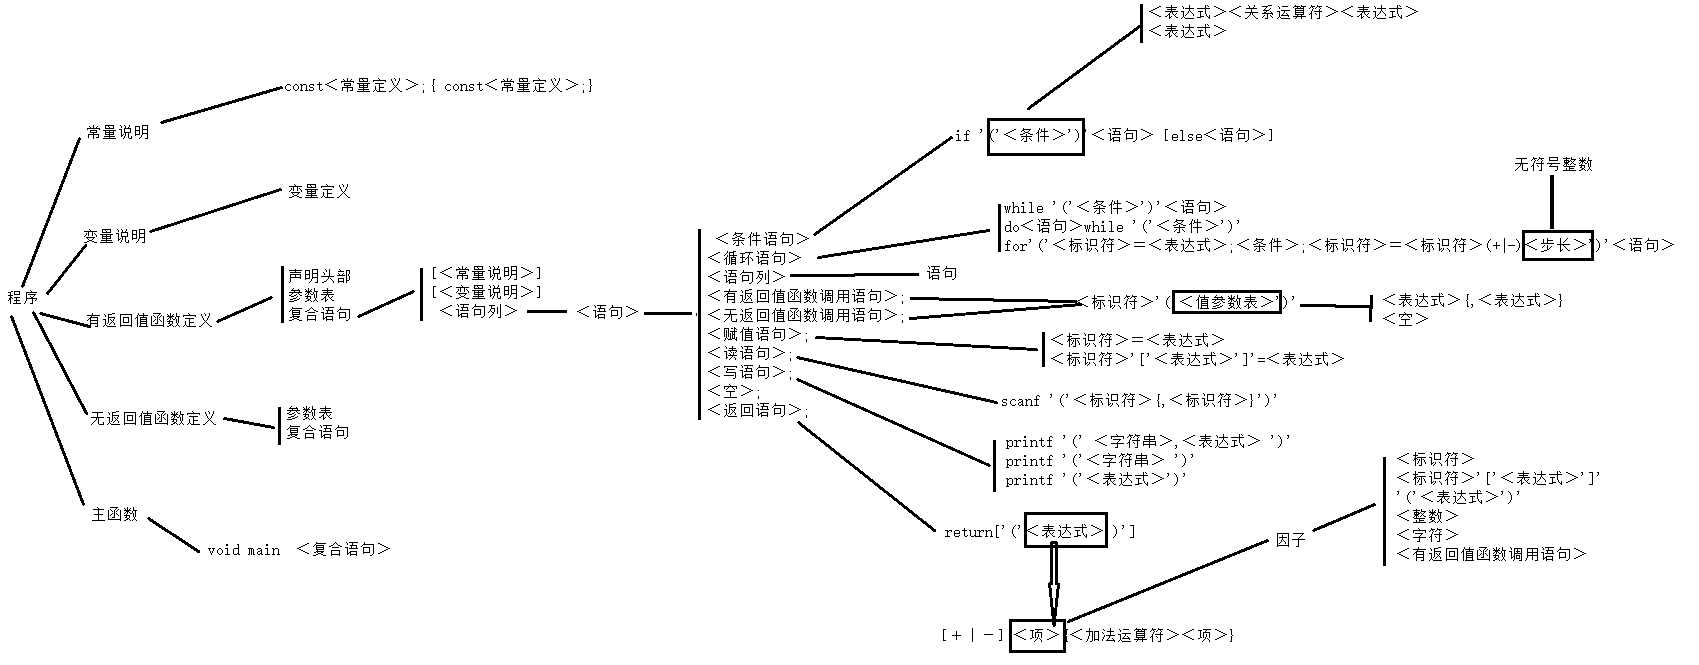 程序
常量说明
const＜常量定义＞;{ const＜常量定义＞;}
变量说明
变量定义
有返回值函数定义
声明头部
参数表
复合语句
[＜常量说明＞]
[＜变量说明＞]
＜语句列＞
＜语句＞
无返回值函数定义
参数表
复合语句
主函数
void main ＜复合语句＞
＜条件语句＞
＜循环语句＞
＜语句列＞
＜有返回值函数调用语句＞;
＜无返回值函数调用语句＞;
＜赋值语句＞;
＜读语句＞;
＜写语句＞;
＜空＞;
＜返回语句＞;
if '('＜条件＞')'＜语句＞ [else＜语句＞]
＜表达式＞＜关系运算符＞＜表达式＞
＜表达式＞
while '('＜条件＞')'＜语句＞
do＜语句＞while '('＜条件＞')'
for'('＜标识符＞＝＜表达式＞;＜条件＞;＜标识符＞＝＜标识符＞(+|-)＜步长＞')'＜语句＞
无符号整数
语句
＜标识符＞'('＜值参数表＞')'
＜表达式＞{,＜表达式＞}
＜空＞
＜标识符＞＝＜表达式＞
＜标识符＞'['＜表达式＞']'=＜表达式＞
scanf '('＜标识符＞{,＜标识符＞}')'
printf '(' ＜字符串＞,＜表达式＞ ')'
printf '('＜字符串＞ ')'
printf '('＜表达式＞')'
return['('＜表达式＞ )']
[＋｜－]＜项＞{＜加法运算符＞＜项＞}
因子
＜标识符＞
＜标识符＞'['＜表达式＞']'
'('＜表达式＞')'
＜整数＞
＜字符＞
＜有返回值函数调用语句＞